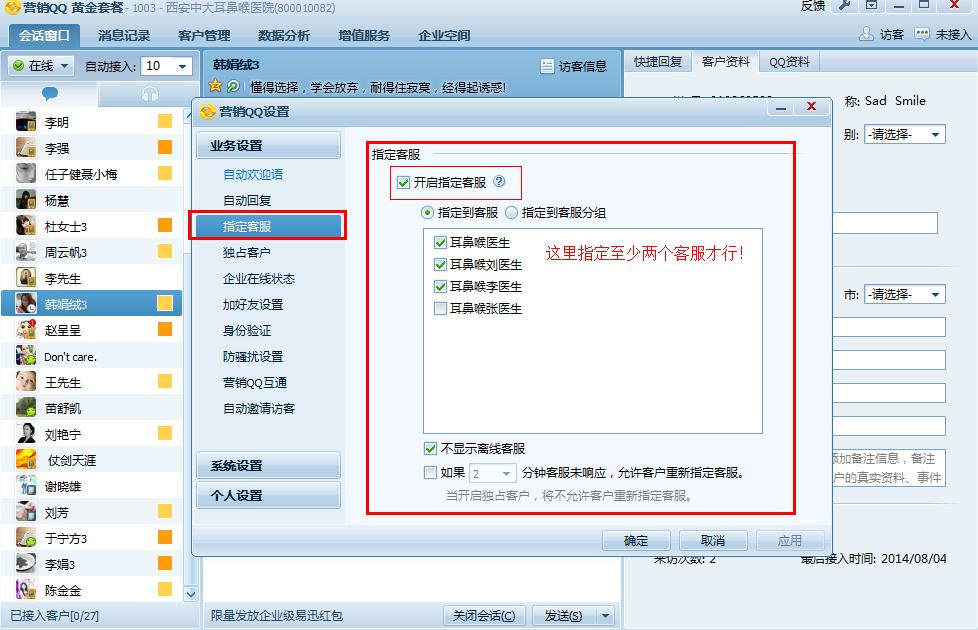 营销QQ 黄金套餐 - 1003 - 西安中大耳鼻喉医院(800010082)
反馈
会话窗口 消息记录 客户管理 数据分析 增值服务 企业空间
访客 未接入
在线 自动接入: 10
韩娟绒3
访客信息
懂得选择，学会放弃，耐得住寂寞，经得起诱惑!
快捷回复 客户资料 QQ资料
李明
李强
任子健聂小梅
杨慧
杜女士3
周云帆3
李先生
韩娟绒3
赵呈呈
Don't care.
王先生
苗舒凯
刘艳宁
仗剑天涯
谢晓雄
刘芳
于宁方3
李娟3
陈金金
已接入客户[0/27]
营销QQ设置
业务设置
自动欢迎语
自动回复
指定客服
独占客户
企业在线状态
加好友设置
身份验证
防骚扰设置
营销QQ互通
自动邀请访客
系统设置
个人设置
指定客服
开启指定客服
指定到客服 指定到客服分组
耳鼻喉医生
耳鼻喉刘医生
耳鼻喉李医生
耳鼻喉张医生
这里指定至少两个客服才行!
不显示离线客服
如果 2 分钟客服未响应，允许客户重新指定客服。
当开启独占客户，将不允许客户重新指定客服。
确定 取消 应用
称: Sad Smile
别: -请选择-
市: -请选择-
添加备注信息，备注
户的真实资料、事件
来访次数: 2 最后接入时间: 2014/08/04
限量发放企业级易迅红包
关闭会话(C) 发送(S)